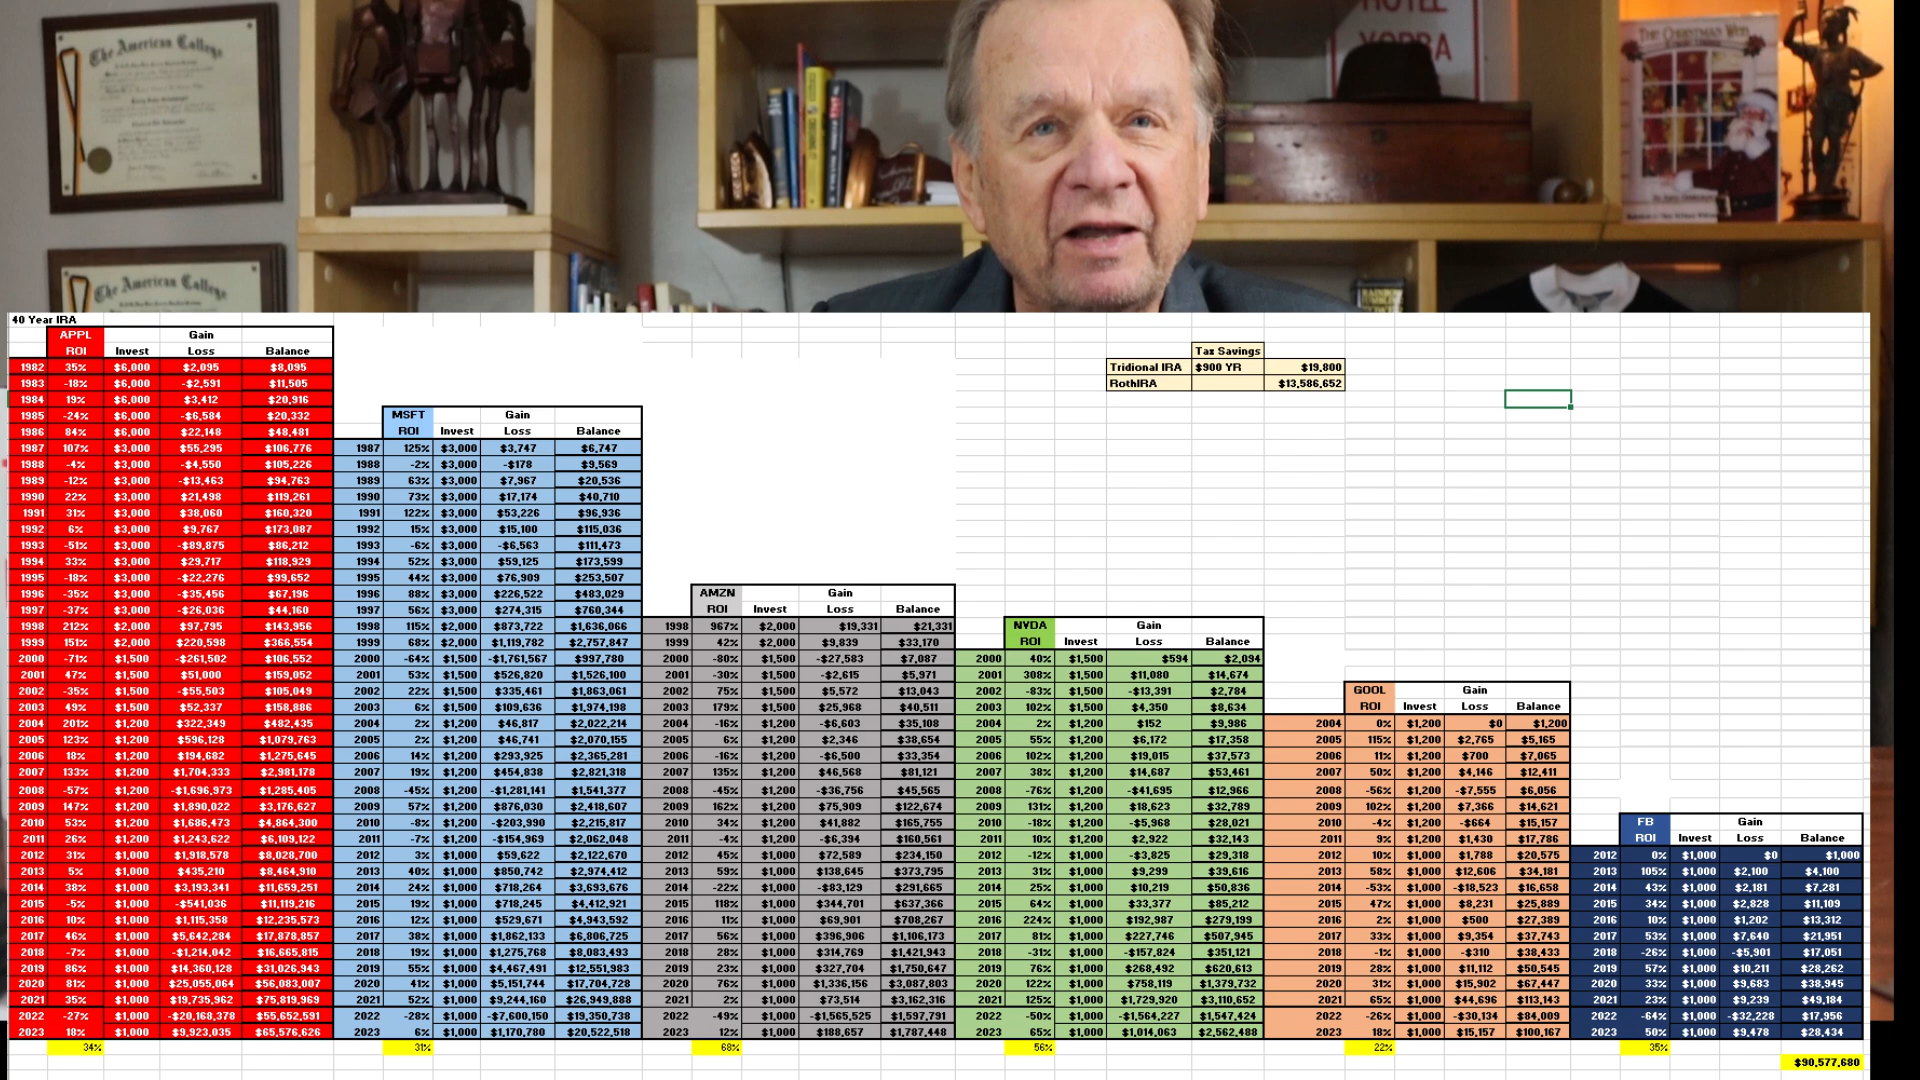 The American College
The American College
40 Year IRA
APPL Gain
ROI Invest Loss Balance
Tax Savings
1982 35% $6,000 $2,095 $8,095 Tridional IRA $900 YR $19,800
1983 -18% $6,000 -$2,591 $11,505 RothIRA $13,586,652
1984 19% $6,000 $3,412 $20,916
1985 -24% $6,000 -$6,584 $20,332 MSFT Gain
1986 84% $6,000 $22,148 $48,481 ROI Invest Loss Balance
1987 107% $3,000 $55,295 $106,776 1987 125% $3,000 $3,747 $6,747
1988 -4% $3,000 -$4,550 $105,226 1988 -2% $3,000 -$178 $9,569
1989 -12% $3,000 -$13,463 $94,763 1989 63% $3,000 $7,967 $20,536
1990 22% $3,000 $21,498 $119,261 1990 73% $3,000 $17,174 $40,710
1991 31% $3,000 $38,060 $160,320 1991 122% $3,000 $53,226 $96,936
1992 6% $3,000 $9,767 $173,087 1992 15% $3,000 $15,100 $115,036
1993 -51% $3,000 -$89,875 $86,212 1993 -6% $3,000 -$6,563 $111,473
1994 33% $3,000 $29,717 $118,929 1994 52% $3,000 $59,125 $173,599
1995 -18% $3,000 -$22,276 $99,652 1995 44% $3,000 $76,909 $253,507
1996 -35% $3,000 -$35,456 $67,196 1996 88% $3,000 $226,522 $483,029 AMZN Gain
1997 -37% $3,000 -$26,036 $44,160 1997 56% $3,000 $274,315 $760,344 ROI Invest Loss Balance
1998 212% $2,000 $97,795 $143,956 1998 115% $2,000 $873,722 $1,636,066 1998 967% $2,000 $19,331 $21,331 NVDA Gain
1999 151% $2,000 $220,598 $366,554 1999 68% $2,000 $1,119,782 $2,757,847 1999 42% $2,000 $9,839 $33,170 ROI Invest Loss Balance
2000 -71% $1,500 -$261,502 $106,552 2000 -64% $1,500 -$1,761,567 $997,780 2000 -80% $1,500 -$27,583 $7,087 2000 40% $1,500 $594 $2,094
2001 47% $1,500 $51,000 $159,052 2001 53% $1,500 $526,820 $1,526,100 2001 -30% $1,500 -$2,615 $5,971 2001 308% $1,500 $11,080 $14,674
2002 -35% $1,500 -$55,503 $105,049 2002 22% $1,500 $335,461 $1,863,061 2002 75% $1,500 $5,572 $13,043 2002 -83% $1,500 -$13,391 $2,784 GOOL Gain
2003 49% $1,500 $52,337 $158,886 2003 6% $1,500 $109,636 $1,974,198 2003 179% $1,500 $25,968 $40,511 2003 102% $1,500 $4,350 $8,634 ROI Invest Loss Balance
2004 201% $1,200 $322,349 $482,435 2004 2% $1,200 $46,817 $2,022,214 2004 -16% $1,200 -$6,603 $35,108 2004 2% $1,200 $152 $9,986 2004 0% $1,200 $0 $1,200
2005 123% $1,200 $596,128 $1,079,763 2005 2% $1,200 $46,741 $2,070,155 2005 6% $1,200 $2,346 $38,654 2005 55% $1,200 $6,172 $17,358 2005 115% $1,200 $2,765 $5,165
2006 18% $1,200 $194,682 $1,275,645 2006 14% $1,200 $293,925 $2,365,281 2006 -16% $1,200 -$6,500 $33,354 2006 102% $1,200 $19,015 $37,573 2006 11% $1,200 $700 $7,065
2007 133% $1,200 $1,704,333 $2,981,178 2007 19% $1,200 $454,838 $2,821,318 2007 135% $1,200 $46,568 $81,121 2007 38% $1,200 $14,687 $53,461 2007 50% $1,200 $4,146 $12,411
2008 -57% $1,200 -$1,696,973 $1,285,405 2008 -45% $1,200 -$1,281,141 $1,541,377 2008 -45% $1,200 -$36,756 $45,565 2008 -76% $1,200 -$41,695 $12,966 2008 -56% $1,200 -$7,555 $6,056
2009 147% $1,200 $1,890,022 $3,176,627 2009 57% $1,200 $876,030 $2,418,607 2009 162% $1,200 $75,909 $122,674 2009 131% $1,200 $18,623 $32,789 2009 102% $1,200 $7,366 $14,621
2010 53% $1,200 $1,686,473 $4,864,300 2010 -8% $1,200 -$203,990 $2,215,817 2010 34% $1,200 $41,882 $165,755 2010 -18% $1,200 -$5,968 $28,021 2010 -4% $1,200 -$664 $15,157 FB Gain
2011 26% $1,200 $1,243,622 $6,109,122 2011 -7% $1,200 -$154,969 $2,062,048 2011 -4% $1,200 -$6,394 $160,561 2011 10% $1,200 $2,922 $32,143 2011 9% $1,200 $1,430 $17,786 ROI Invest Loss Balance
2012 31% $1,000 $1,918,578 $8,028,700 2012 3% $1,000 $59,622 $2,122,670 2012 45% $1,000 $72,589 $234,150 2012 -12% $1,000 -$3,825 $29,318 2012 10% $1,000 $1,788 $20,575 2012 0% $1,000 $0 $1,000
2013 5% $1,000 $435,210 $8,464,910 2013 40% $1,000 $850,742 $2,974,412 2013 59% $1,000 $138,645 $373,795 2013 31% $1,000 $9,299 $39,616 2013 58% $1,000 $12,606 $34,181 2013 105% $1,000 $2,100 $4,100
2014 38% $1,000 $3,193,341 $11,659,251 2014 24% $1,000 $718,264 $3,693,676 2014 -22% $1,000 -$83,129 $291,665 2014 25% $1,000 $10,219 $50,836 2014 -53% $1,000 -$18,523 $16,658 2014 43% $1,000 $2,181 $7,281
2015 -5% $1,000 -$541,036 $11,119,216 2015 19% $1,000 $718,245 $4,412,921 2015 118% $1,000 $344,701 $637,366 2015 64% $1,000 $33,377 $85,212 2015 47% $1,000 $8,231 $25,889 2015 34% $1,000 $2,828 $11,109
2016 10% $1,000 $1,115,358 $12,235,573 2016 12% $1,000 $529,671 $4,943,592 2016 11% $1,000 $69,901 $708,267 2016 224% $1,000 $192,987 $279,199 2016 2% $1,000 $500 $27,389 2016 10% $1,000 $1,202 $13,312
2017 46% $1,000 $5,642,284 $17,878,857 2017 38% $1,000 $1,862,133 $6,806,725 2017 56% $1,000 $396,906 $1,106,173 2017 81% $1,000 $227,746 $507,945 2017 33% $1,000 $9,354 $37,743 2017 53% $1,000 $7,640 $21,951
2018 -7% $1,000 -$1,214,042 $16,665,815 2018 19% $1,000 $1,275,768 $8,083,493 2018 28% $1,000 $314,769 $1,421,943 2018 -31% $1,000 -$157,824 $351,121 2018 -1% $1,000 -$310 $38,433 2018 -26% $1,000 -$5,901 $17,051
2019 86% $1,000 $14,360,128 $31,026,943 2019 55% $1,000 $4,467,491 $12,551,983 2019 23% $1,000 $327,704 $1,750,647 2019 76% $1,000 $268,492 $620,613 2019 28% $1,000 $11,112 $50,545 2019 57% $1,000 $10,211 $28,262
2020 81% $1,000 $25,055,064 $56,083,007 2020 41% $1,000 $5,151,744 $17,704,728 2020 76% $1,000 $1,336,156 $3,087,803 2020 122% $1,000 $758,119 $1,379,732 2020 31% $1,000 $15,902 $67,447 2020 33% $1,000 $9,683 $38,945
2021 35% $1,000 $19,735,962 $75,819,969 2021 52% $1,000 $9,244,160 $26,949,888 2021 2% $1,000 $73,514 $3,162,316 2021 125% $1,000 $1,729,920 $3,110,652 2021 65% $1,000 $44,696 $113,143 2021 23% $1,000 $9,239 $49,184
2022 -27% $1,000 -$20,168,378 $55,652,591 2022 -28% $1,000 -$7,600,150 $19,350,738 2022 -49% $1,000 -$1,565,525 $1,597,791 2022 -50% $1,000 -$1,564,227 $1,547,424 2022 -26% $1,000 -$30,134 $84,009 2022 -64% $1,000 -$32,228 $17,956
2023 18% $1,000 $9,923,035 $65,576,626 2023 6% $1,000 $1,170,780 $20,522,518 2023 12% $1,000 $188,657 $1,787,448 2023 65% $1,000 $1,014,063 $2,562,488 2023 18% $1,000 $15,157 $100,167 2023 50% $1,000 $9,478 $28,434
34% 31% 68% 56% 22% 35%
$90,577,680